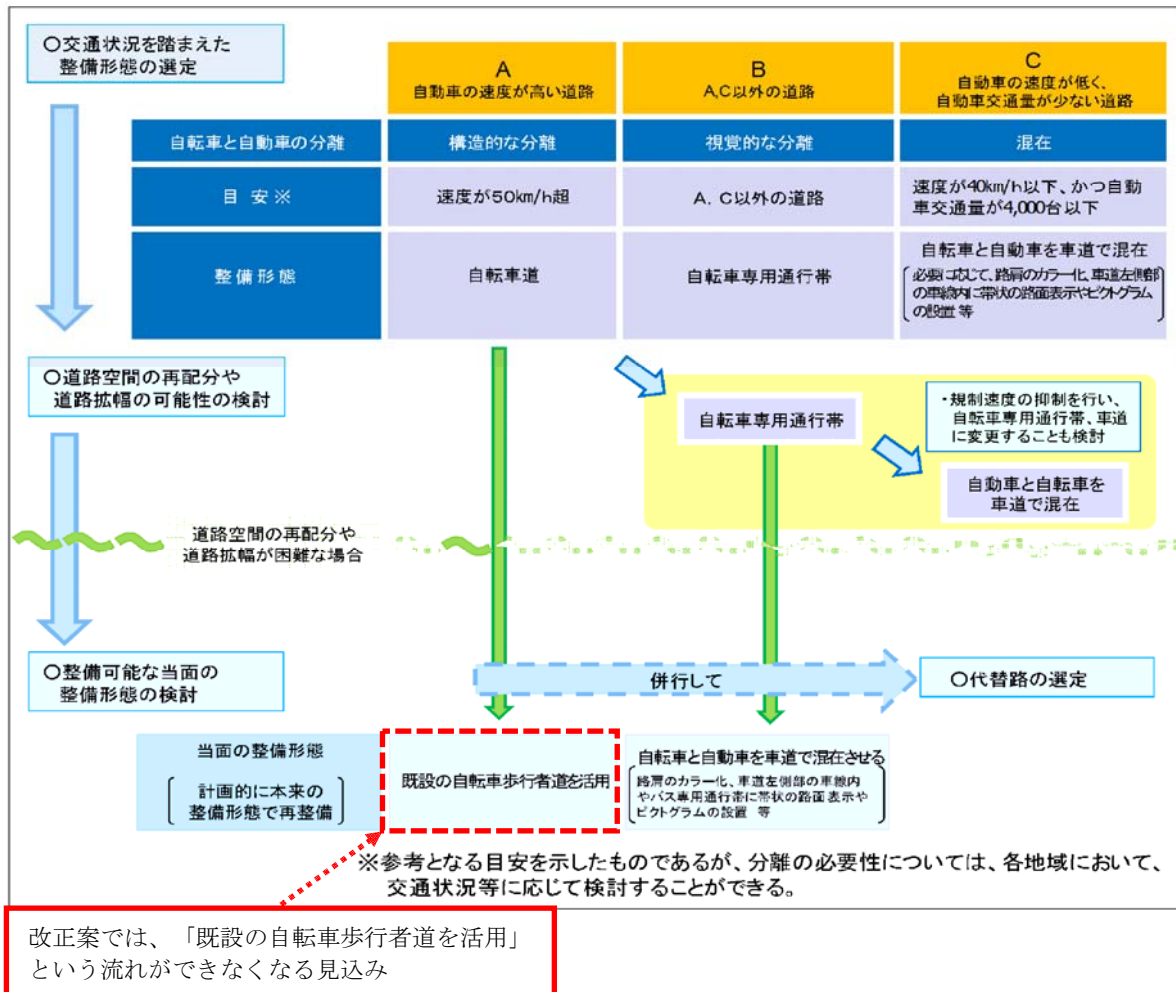 〇交通状況を踏まえた
整備形態の選定
A
自動車の速度が高い道路
B
A,C以外の道路
C
自動車の速度が低く、
自動車交通量が少ない道路
自転車と自動車の分離
構造的な分離
視覚的な分離
混在
目 安※
速度が50km/h超
A, C以外の道路
速度が40km/h以下、かつ自動
車交通量が4,000台以下
整備形態
自転車道
自転車専用通行帯
自転車と自動車を車道で混在
必要に応じて、路肩のカラー化、車道左側部
の車線内に帯状の路面表示やピクトグラム
の設置等
〇道路空間の再配分や
道路拡幅の可能性の検討
自転車専用通行帯
・規制速度の抑制を行い、
自転車専用通行帯、車道
に変更することも検討
自動車と自転車を
車道で混在
道路空間の再配分や
道路拡幅が困難な場合
〇整備可能な当面の
整備形態の検討
併行して
〇代替路の選定
当面の整備形態
計画的に本来の
整備形態で再整備
既設の自転車歩行者道を活用
自転車と自動車を車道で混在させる
路肩のカラー化、車道左側部の車線内
やバス専用通行帯に帯状の路面表示や
ピクトグラムの設置 等
※参考となる目安を示したものであるが、分離の必要性については、各地域において、
交通状況等に応じて検討することができる。
改正案では、「既設の自転車歩行者道を活用」
という流れができなくなる見込み